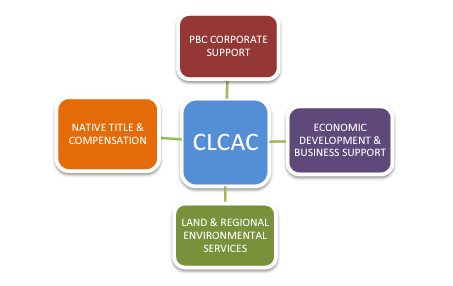 PBC CORPORATE
SUPPORT
NATIVE TITLE &
COMPENSATION
CLCAC
ECONOMIC
DEVELOPMENT &
BUSINESS SUPPORT
LAND & REGIONAL
ENVIRONMENTAL
SERVICES